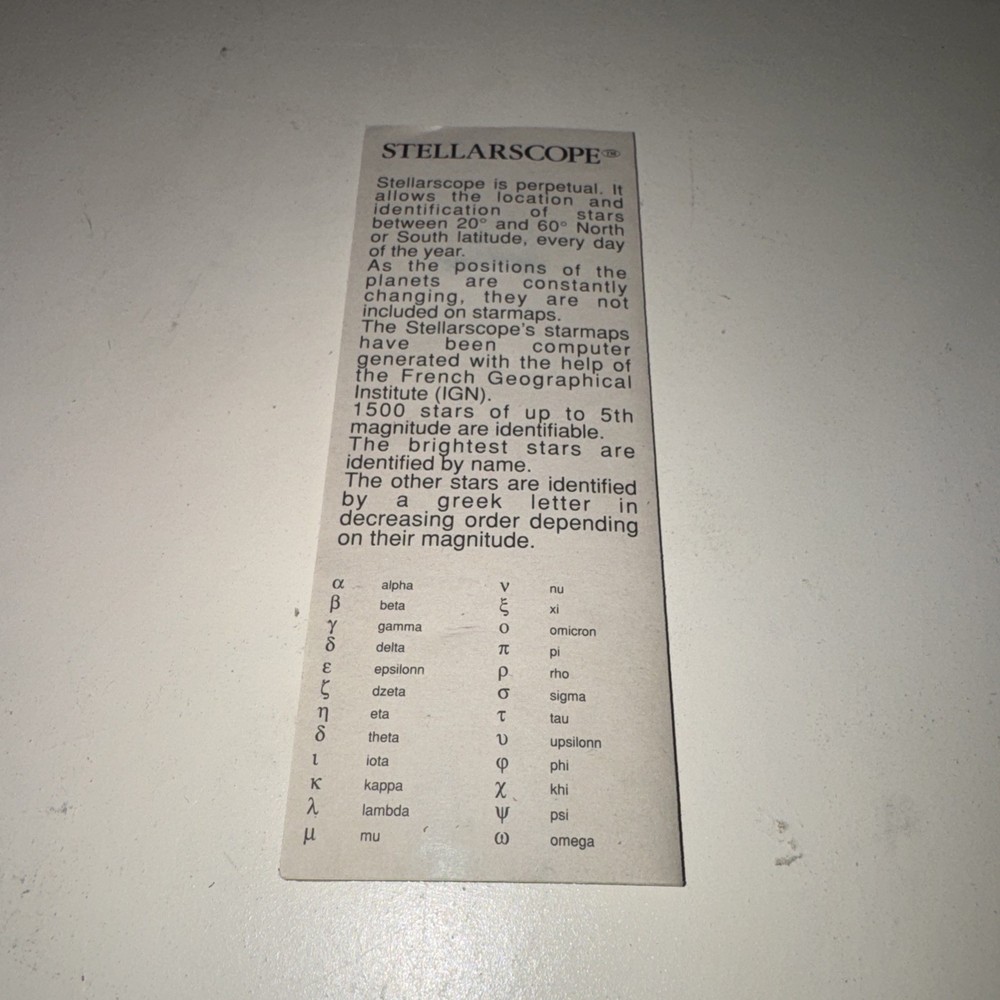 STELLARSCOPE™
Stellarscope is perpetual. It
allows the location and
identification of stars
between 20° and 60° North
or South latitude, every day
of the year.
As the positions of the
planets are constantly
changing, they are not
included on starmaps.
The Stellarscope's starmaps
have been computer
generated with the help of
the French Geographical
Institute (IGN).
1500 stars of up to 5th
magnitude are identifiable.
The brightest stars are
identified by name.
The other stars are identified
by a greek letter in
decreasing order depending
on their magnitude.
α alpha ν nu
β beta ξ xi
γ gamma ο omicron
δ delta π pi
ε epsilonn ρ rho
ζ dzeta σ sigma
η eta τ tau
δ theta υ upsilonn
ι iota φ phi
κ kappa χ khi
λ lambda ψ psi
μ mu ω omega